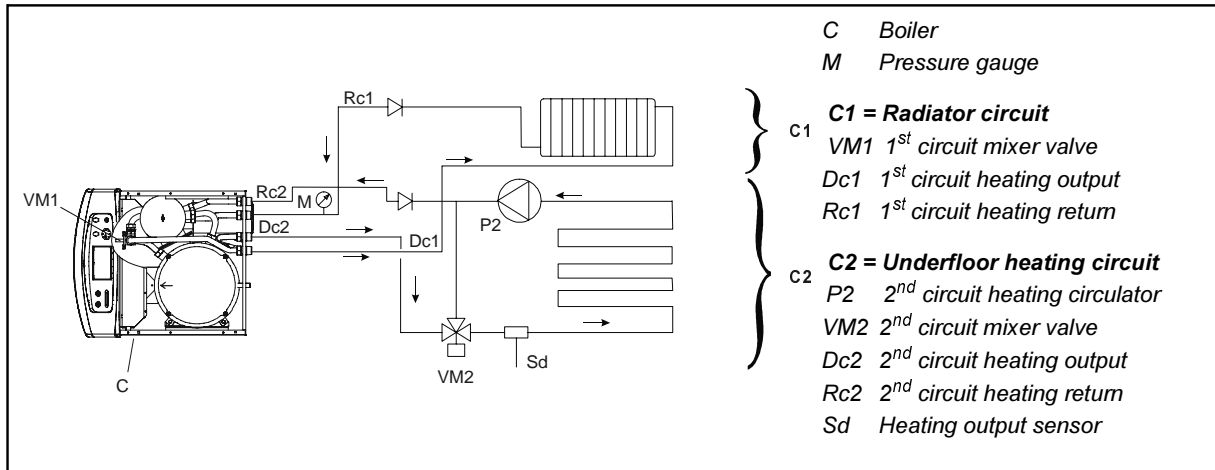 Rc1
Rc2
M
VM1
Dc2
Dc1
P2
VM2
Sd
C
C1
C2
C Boiler
M Pressure gauge
C1 = Radiator circuit
VM1 1st circuit mixer valve
Dc1 1st circuit heating output
Rc1 1st circuit heating return
C2 = Underfloor heating circuit
P2 2nd circuit heating circulator
VM2 2nd circuit mixer valve
Dc2 2nd circuit heating output
Rc2 2nd circuit heating return
Sd Heating output sensor